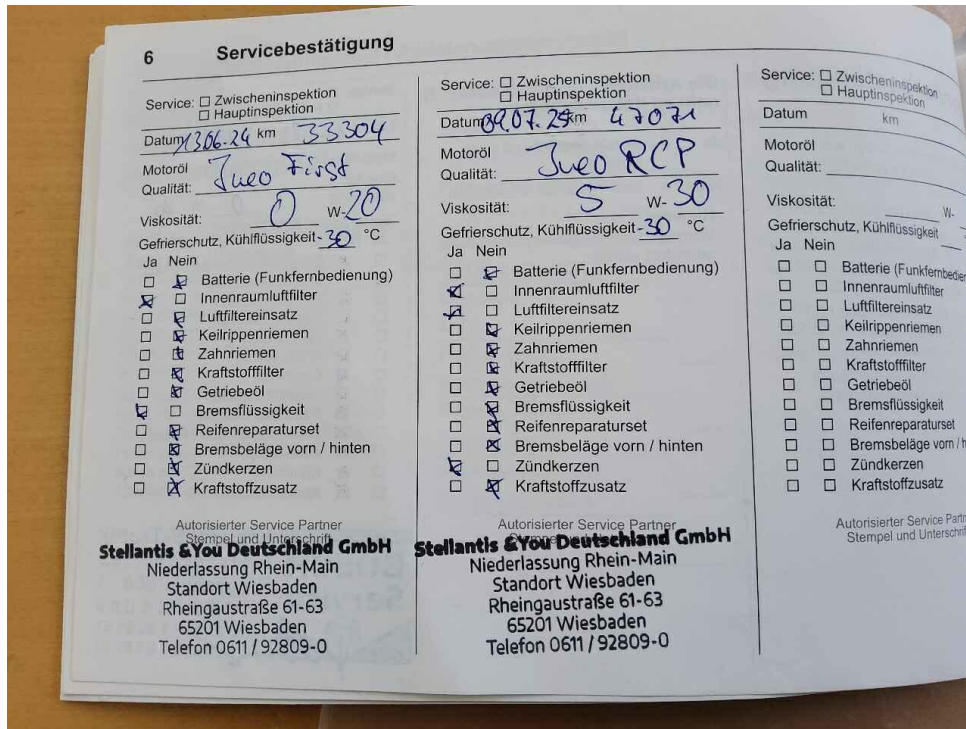 6 Servicebestätigung
Service: ☐ Zwischeninspektion
☐ Hauptinspektion
Datum 13.06.24 km 33304
Motoröl
Qualität: Ineo First
Viskosität: 0 W-20
Gefrierschutz, Kühlflüssigkeit -30 °C
Ja Nein
☐ ☒ Batterie (Funkfernbedienung)
☒ ☐ Innenraumluftfilter
☐ ☒ Luftfiltereinsatz
☐ ☒ Keilrippenriemen
☐ ☒ Zahnriemen
☐ ☒ Kraftstofffilter
☐ ☒ Getriebeöl
☒ ☐ Bremsflüssigkeit
☐ ☒ Reifenreparaturset
☐ ☒ Bremsbeläge vorn / hinten
☐ ☒ Zündkerzen
☐ ☒ Kraftstoffzusatz
Autorisierter Service Partner
Stempel und Unterschrift
Stellantis &You Deutschland GmbH
Niederlassung Rhein-Main
Standort Wiesbaden
Rheingaustraße 61-63
65201 Wiesbaden
Telefon 0611 / 92809-0
Service: ☐ Zwischeninspektion
☐ Hauptinspektion
Datum 09.07.25 km 47071
Motoröl
Qualität: Ineo RCP
Viskosität: 5 W-30
Gefrierschutz, Kühlflüssigkeit -30 °C
Ja Nein
☐ ☒ Batterie (Funkfernbedienung)
☒ ☐ Innenraumluftfilter
☒ ☐ Luftfiltereinsatz
☐ ☒ Keilrippenriemen
☐ ☒ Zahnriemen
☐ ☒ Kraftstofffilter
☐ ☒ Getriebeöl
☐ ☒ Bremsflüssigkeit
☐ ☒ Reifenreparaturset
☐ ☒ Bremsbeläge vorn / hinten
☒ ☐ Zündkerzen
☐ ☒ Kraftstoffzusatz
Autorisierter Service Partner
Stellantis &You Deutschland GmbH
Niederlassung Rhein-Main
Standort Wiesbaden
Rheingaustraße 61-63
65201 Wiesbaden
Telefon 0611 / 92809-0
Service: ☐ Zwischeninspektion
☐ Hauptinspektion
Datum km
Motoröl
Qualität:
Viskosität: W-
Gefrierschutz, Kühlflüssigkeit
Ja Nein
☐ ☐ Batterie (Funkfernbedien
☐ ☐ Innenraumluftfilter
☐ ☐ Luftfiltereinsatz
☐ ☐ Keilrippenriemen
☐ ☐ Zahnriemen
☐ ☐ Kraftstofffilter
☐ ☐ Getriebeöl
☐ ☐ Bremsflüssigkeit
☐ ☐ Reifenreparaturset
☐ ☐ Bremsbeläge vorn / h
☐ ☐ Zündkerzen
☐ ☐ Kraftstoffzusatz
Autorisierter Service Partn
Stempel und Unterschrif